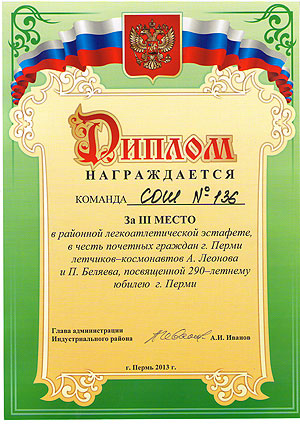 Диплом
НАГРАЖДАЕТСЯ
КОМАНДА СОШ № 136
За III МЕСТО
в районной легкоатлетической эстафете,
в честь почетных граждан г. Перми
летчиков–космонавтов А. Леонова
и П. Беляева, посвященной 290–летнему
юбилею г. Перми
Глава администрации
Индустриального района А.И. Иванов
г. Пермь 2013 г.